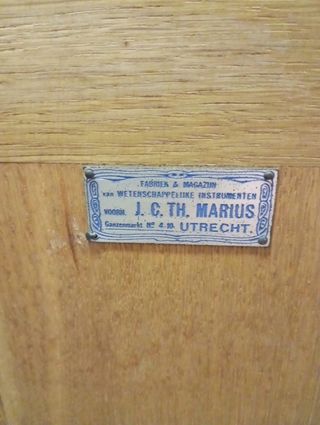 FABRIEK & MAGAZIJN
van WETENSCHAPPELIJKE INSTRUMENTEN
VOORH. J. C. TH. MARIUS
Ganzenmarkt No 4-10. UTRECHT.